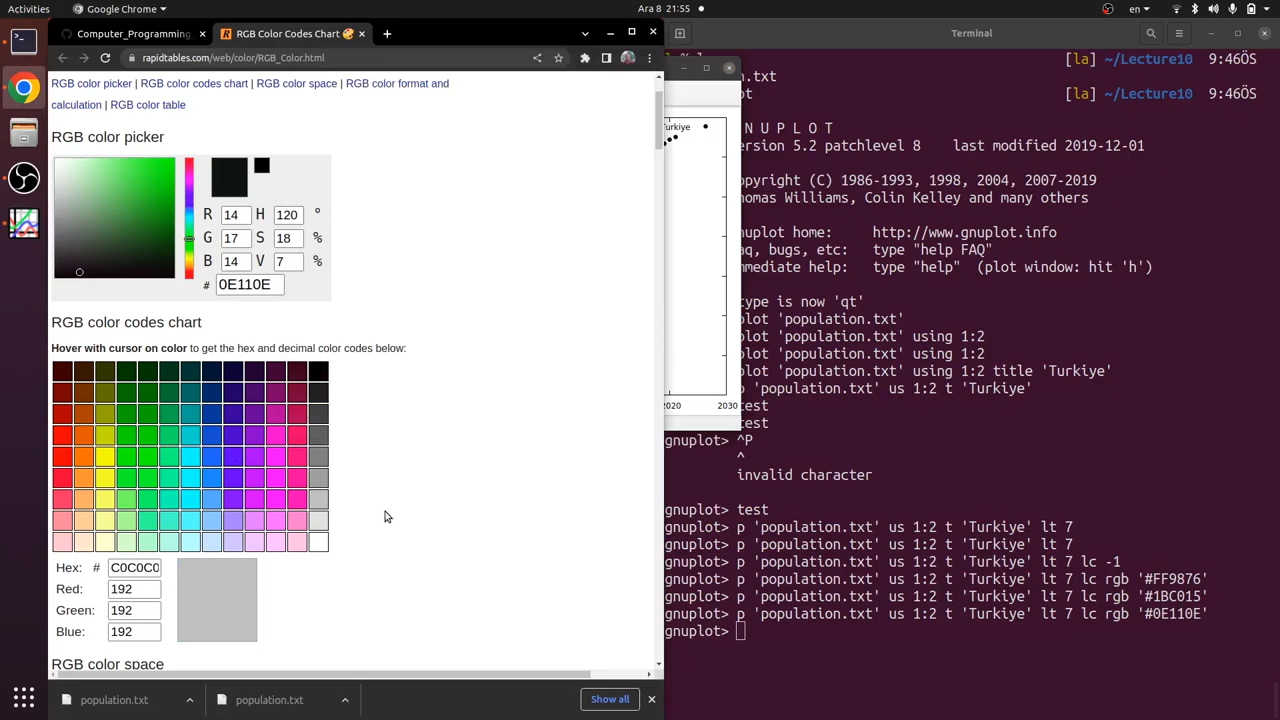 Activities
Google Chrome
Ara 8 21:55
en
Computer_Programming
RGB Color Codes Chart
rapidtables.com/web/color/RGB_Color.html
RGB color picker | RGB color codes chart | RGB color space | RGB color format and
calculation | RGB color table
RGB color picker
R 14 H 120 °
G 17 S 18 %
B 14 V 7 %
# 0E110E
RGB color codes chart
Hover with cursor on color to get the hex and decimal color codes below:
Hex: # C0C0C0
Red: 192
Green: 192
Blue: 192
RGB color space
population.txt
population.txt
Show all
Turkiye
2020
2030
Terminal
[la] ~/Lecture10 9:46ÖS
n.txt
[la] ~/Lecture10 9:46ÖS
ot
N U P L O T
ersion 5.2 patchlevel 8 last modified 2019-12-01
opyright (C) 1986-1993, 1998, 2004, 2007-2019
homas Williams, Colin Kelley and many others
nuplot home: http://www.gnuplot.info
aq, bugs, etc: type "help FAQ"
mmediate help: type "help" (plot window: hit 'h')
type is now 'qt'
plot 'population.txt'
plot 'population.txt' using 1:2
plot 'population.txt' using 1:2
plot 'population.txt' using 1:2 title 'Turkiye'
p 'population.txt' us 1:2 t 'Turkiye'
test
test
gnuplot> ^P
^
invalid character
gnuplot> test
gnuplot> p 'population.txt' us 1:2 t 'Turkiye' lt 7
gnuplot> p 'population.txt' us 1:2 t 'Turkiye' lt 7
gnuplot> p 'population.txt' us 1:2 t 'Turkiye' lt 7 lc -1
gnuplot> p 'population.txt' us 1:2 t 'Turkiye' lt 7 lc rgb '#FF9876'
gnuplot> p 'population.txt' us 1:2 t 'Turkiye' lt 7 lc rgb '#1BC015'
gnuplot> p 'population.txt' us 1:2 t 'Turkiye' lt 7 lc rgb '#0E110E'
gnuplot>